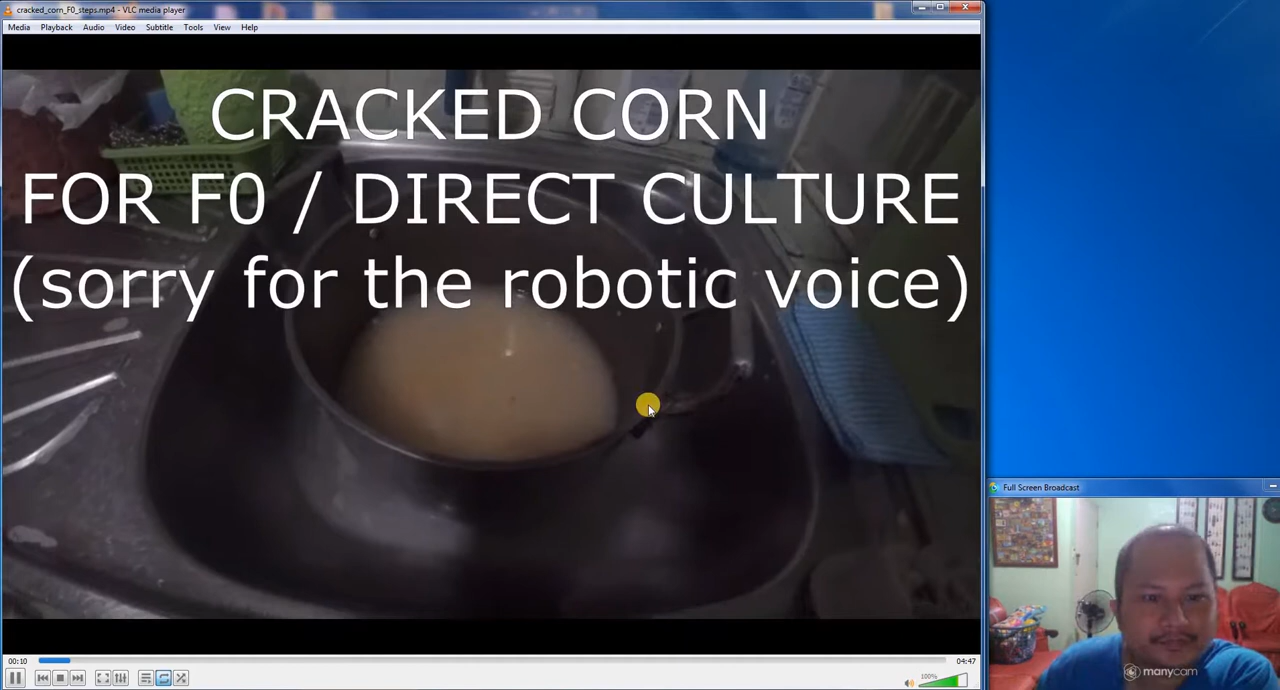 cracked_corn_F0_steps.mp4 - VLC media player
Media Playback Audio Video Subtitle Tools View Help
CRACKED CORN
FOR F0 / DIRECT CULTURE
(sorry for the robotic voice)
Full Screen Broadcast
manycam
00:10
04:47
100%